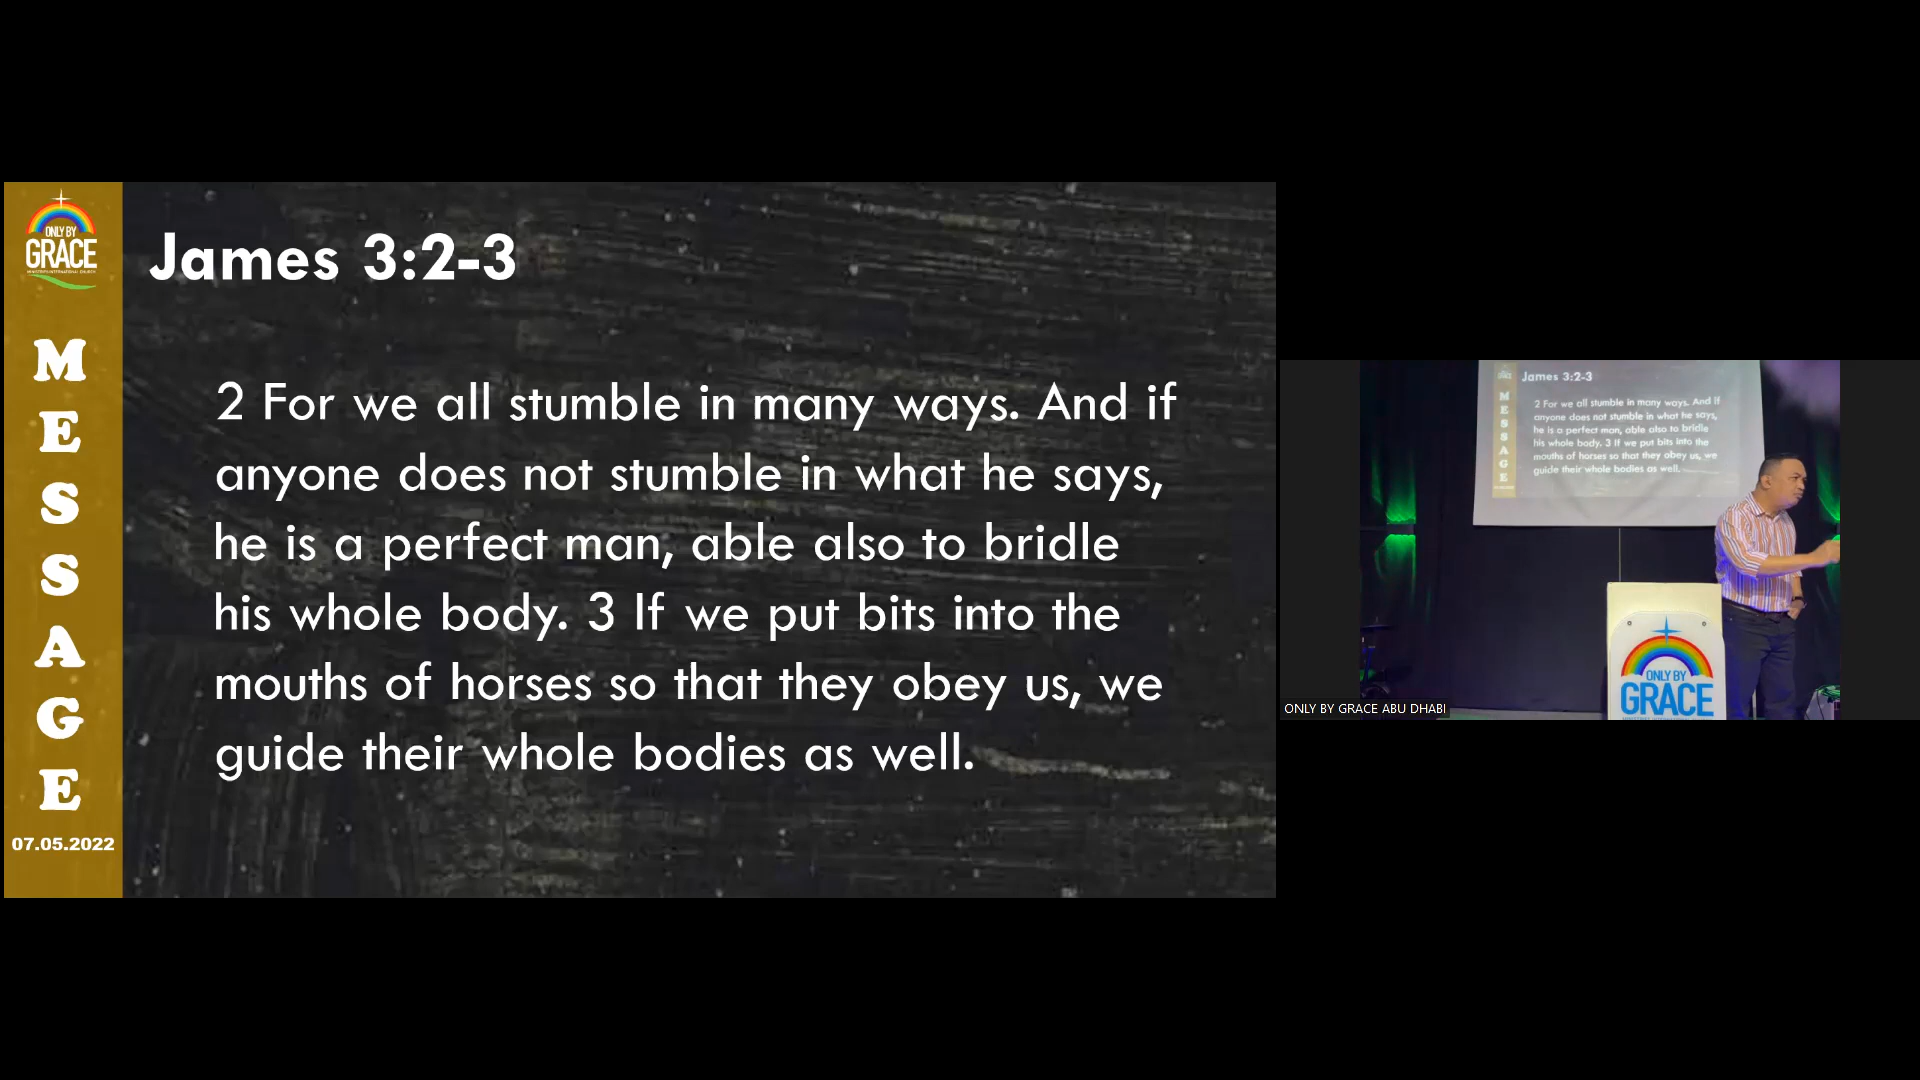 ONLY BY
GRACE
MINISTRIES INTERNATIONAL CHURCH
MESSAGE
07.05.2022
James 3:2-3
2 For we all stumble in many ways. And if
anyone does not stumble in what he says,
he is a perfect man, able also to bridle
his whole body. 3 If we put bits into the
mouths of horses so that they obey us, we
guide their whole bodies as well.
James 3:2-3
MESSAGE
2 For we all stumble in many ways. And if
anyone does not stumble in what he says,
he is a perfect man, able also to bridle
his whole body. 3 If we put bits into the
mouths of horses so that they obey us, we
guide their whole bodies as well.
ONLY BY
GRACE
ONLY BY GRACE ABU DHABI